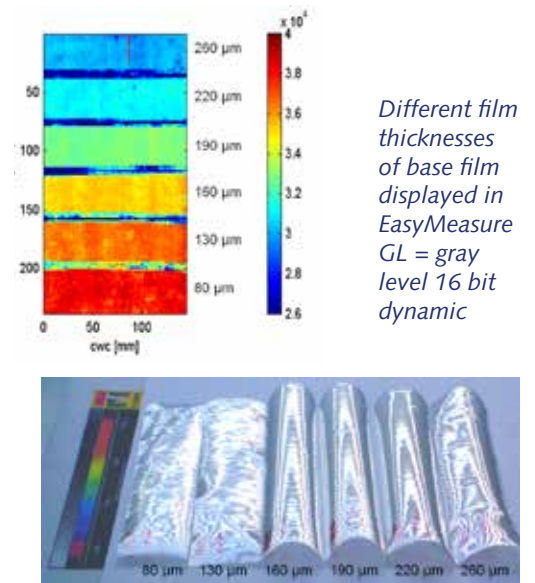 x 10⁴
4
3.8
3.6
3.4
3.2
3
2.8
2.6
260 µm
220 µm
190 µm
160 µm
130 µm
80 µm
50
100
150
200
0 50 100
cwc [mm]
Different film
thicknesses
of base film
displayed in
EasyMeasure
GL = gray
level 16 bit
dynamic
80 µm 130 µm 160 µm 190 µm 220 µm 260 µm